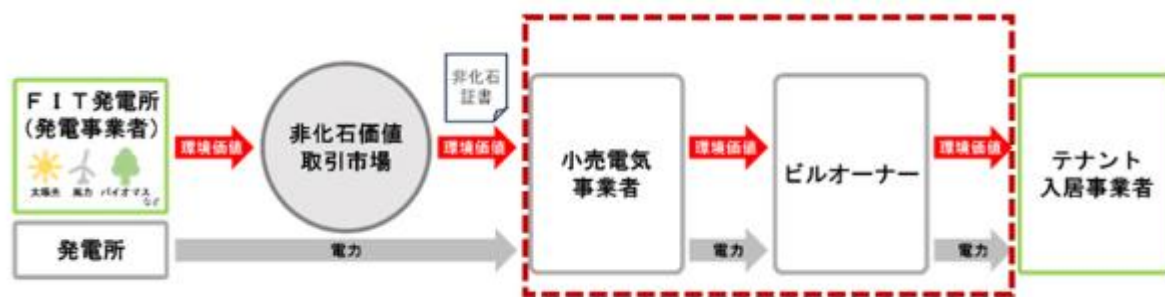 FIT発電所
(発電事業者)
太陽光 風力 バイオマス
など
発電所
環境価値
電力
非化石価値
取引市場
非化石
証書
環境価値
小売電気
事業者
環境価値
電力
ビルオーナー
環境価値
電力
テナント
入居事業者